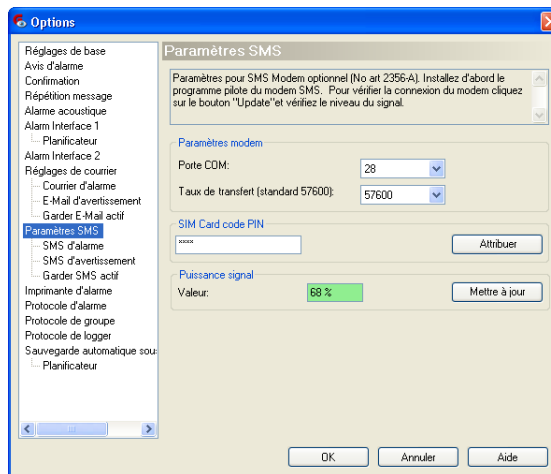 Options
Réglages de base
Avis d'alarme
Confirmation
Répétition message
Alarme acoustique
Alarm Interface 1
Planificateur
Alarm Interface 2
Réglages de courrier
Courrier d'alarme
E-Mail d'avertissement
Garder E-Mail actif
Paramètres SMS
SMS d'alarme
SMS d'avertissement
Garder SMS actif
Imprimante d'alarme
Protocole d'alarme
Protocole de groupe
Protocole de logger
Sauvegarde automatique sous
Planificateur
Paramètres SMS
Paramètres pour SMS Modem optionnel (No art 2356-A). Installez d'abord le
programme pilote du modem SMS. Pour vérifier la connexion du modem cliquez
sur le bouton "Update"et vérifiez le niveau du signal.
Paramètres modem
Porte COM:
28
Taux de transfert (standard 57600):
57600
SIM Card code PIN
xxxx
Attribuer
Puissance signal
Valeur:
68 %
Mettre à jour
OK
Annuler
Aide